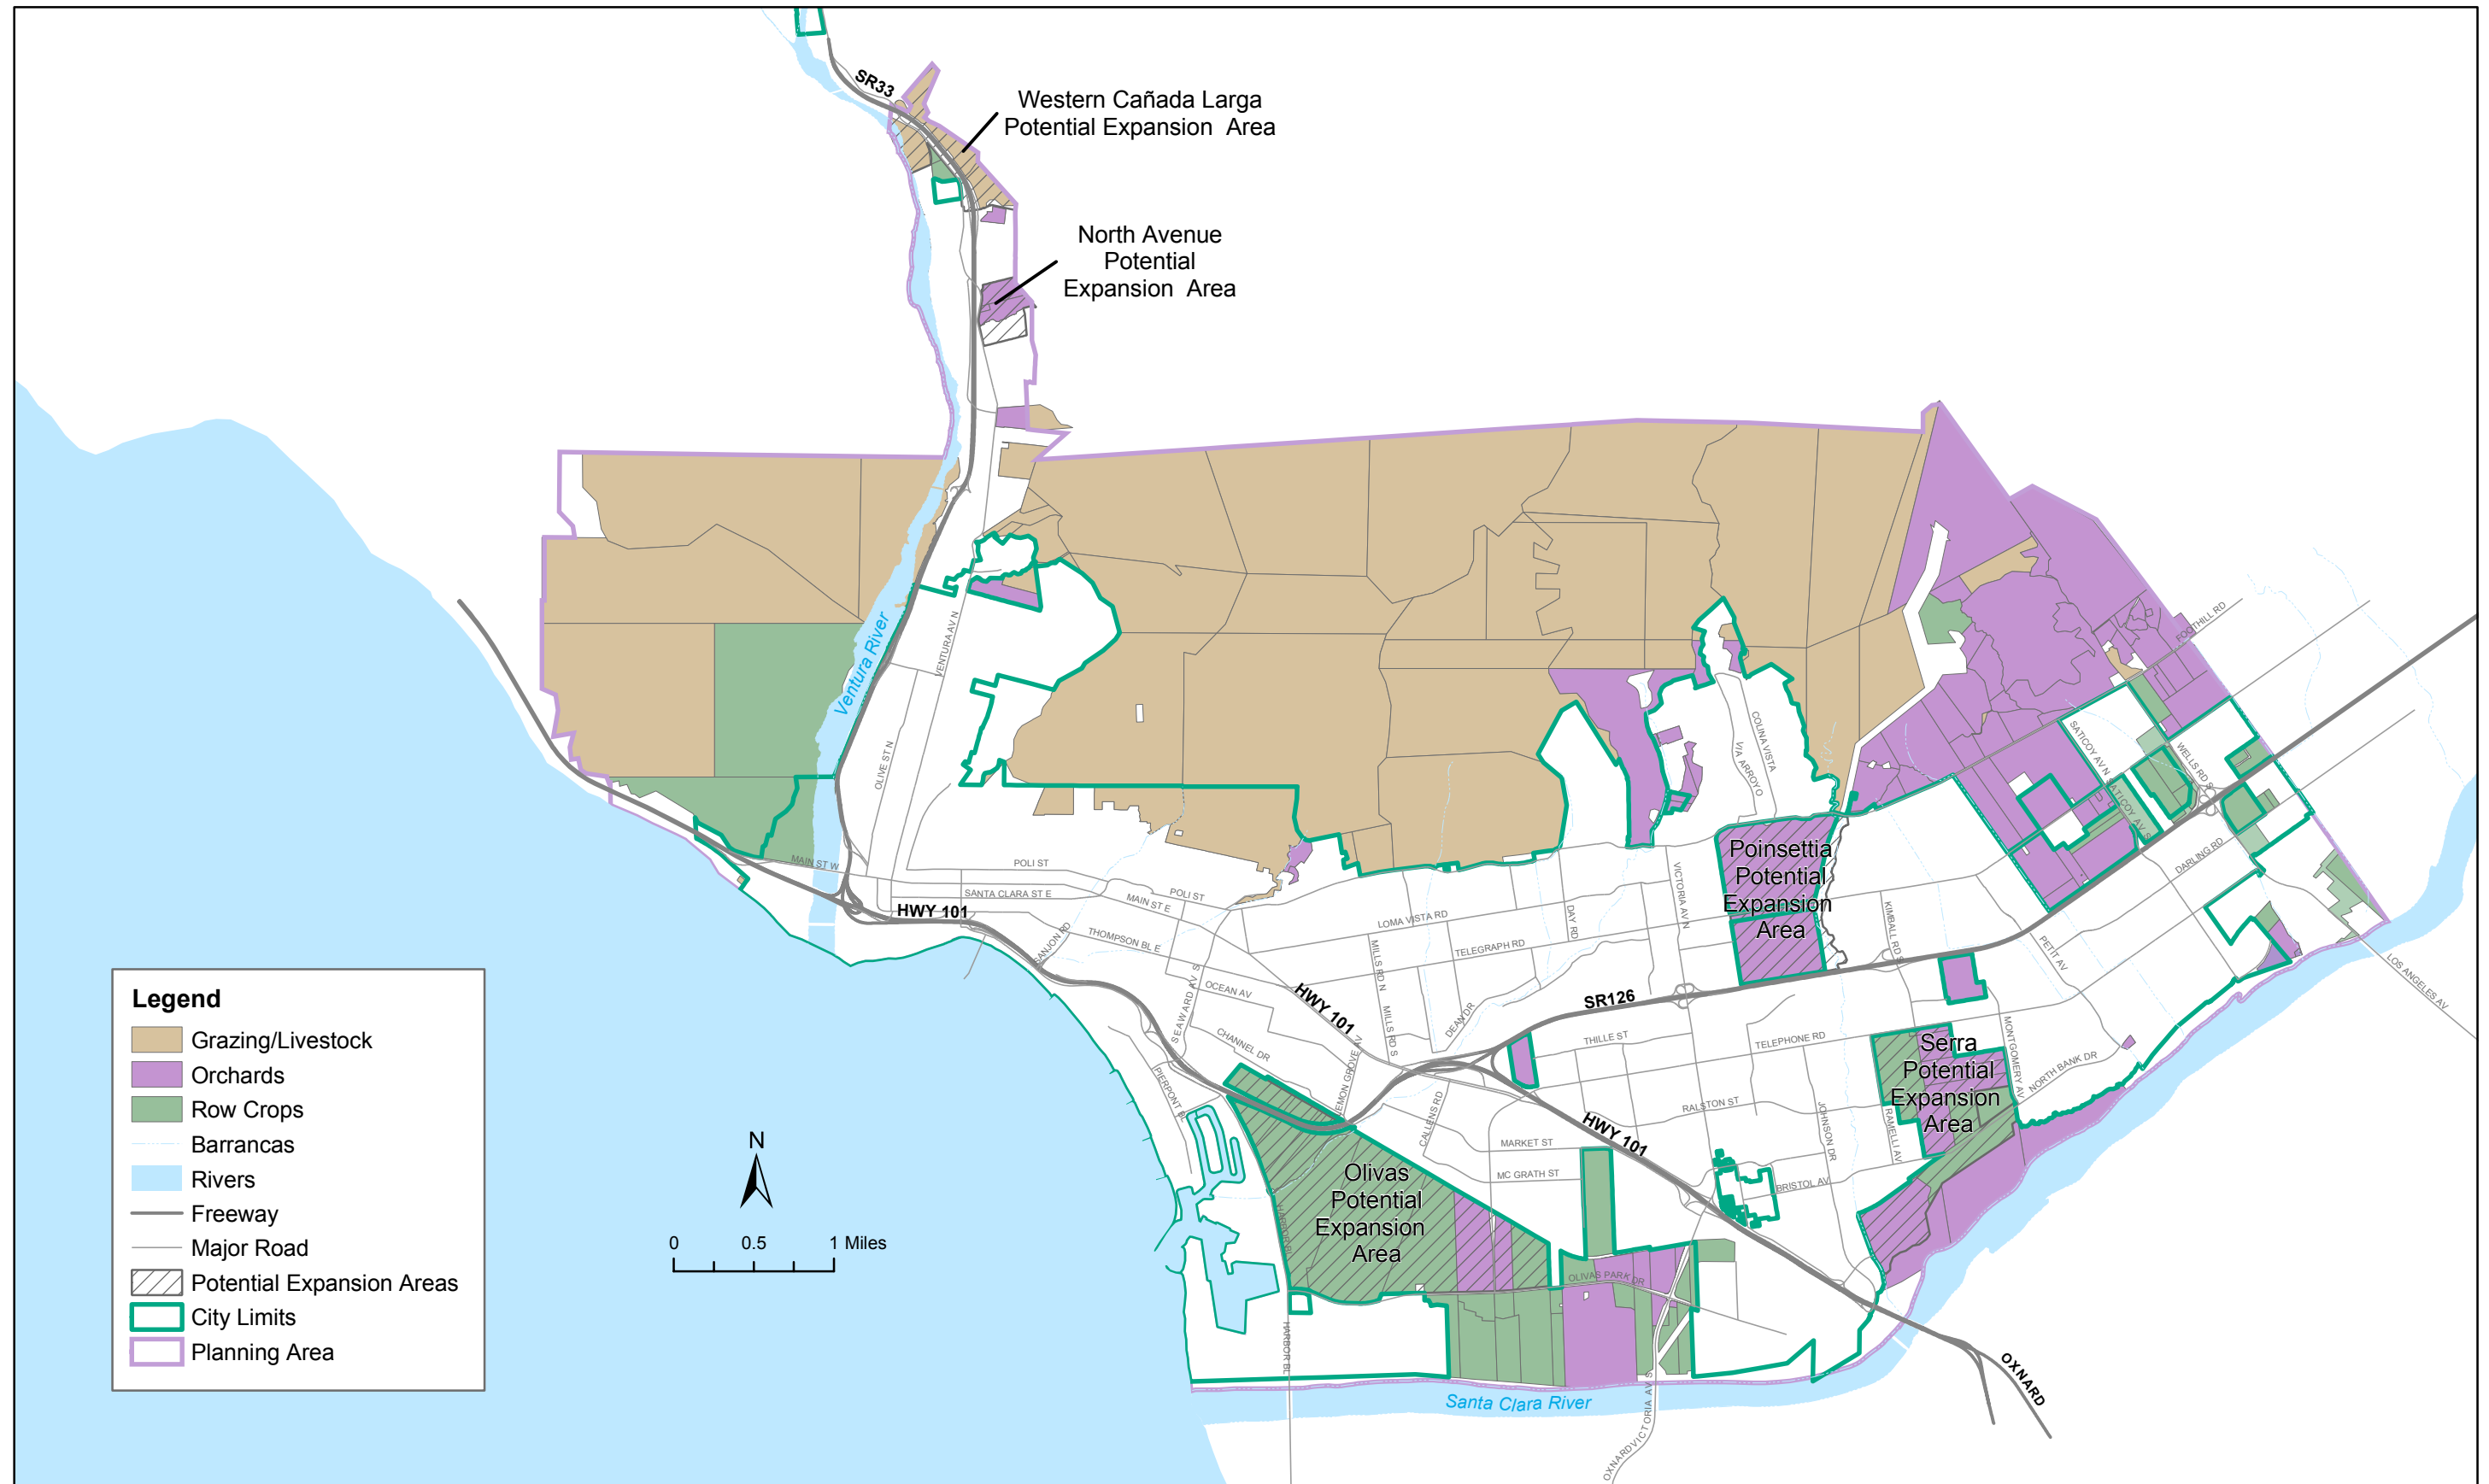 SR33
Western Cañada Larga
Potential Expansion Area
North Avenue
Potential
Expansion Area
Ventura River
VENTURA AV N
OLIVE ST N
MAIN ST W
POLI ST
SANTA CLARA ST E
MAIN ST E
POLI ST
HWY 101
SANJON RD
THOMPSON BL E
SEAWARD AV S
OCEAN AV
CHANNEL DR
PIERPONT BL
HWY 101
LOMA VISTA RD
TELEGRAPH RD
MILLS RD N
MILLS RD S
DAY RD
DEAN DR
VICTORIA AV N
VIA ARROYO
COLINA VISTA
Poinsettia
Potential
Expansion
Area
SR126
KIMBALL RD S
PETIT AV
SATICOY AV N
SATICOY AV S
WELLS RD S
FOOTHILL RD
DARLING RD
LOS ANGELES AV
THILLE ST
TELEPHONE RD
RALSTON ST
JOHNSON DR
RAMELLI AV
MONTGOMERY AV
NORTH BANK DR
Serra
Potential
Expansion
Area
LEMON GROVE AV
CALLENS RD
MARKET ST
MC GRATH ST
HWY 101
BRISTOL AV
Olivas
Potential
Expansion
Area
HARBOR BL
OLIVAS PARK DR
HARBOR BL
Santa Clara River
VICTORIA AV S
OXNARD
OXNARD
Legend
Grazing/Livestock
Orchards
Row Crops
Barrancas
Rivers
Freeway
Major Road
Potential Expansion Areas
City Limits
Planning Area
N
0 0.5 1 Miles